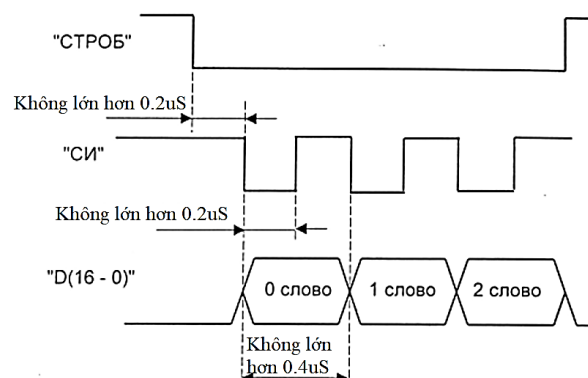 "СТРОБ"
Không lớn hơn 0.2uS
"СИ"
Không lớn hơn 0.2uS
"D(16 - 0)"
0 слово
1 слово
2 слово
Không lớn
hơn 0.4uS